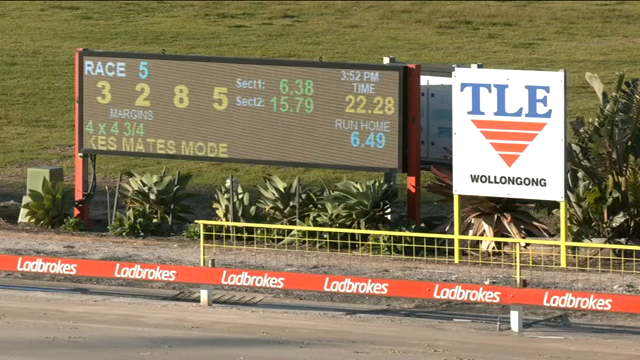 RACE 5
3 2 8 5
MARGINS
4 x 4 3/4
KES MATES MODE
Sect1: 6.38
Sect2: 15.79
3:52 PM
TIME
22.28
RUN HOME
6.49
TLE
WOLLONGONG
Ladbrokes Ladbrokes Ladbrokes Ladbrokes Ladbrokes Ladbrokes